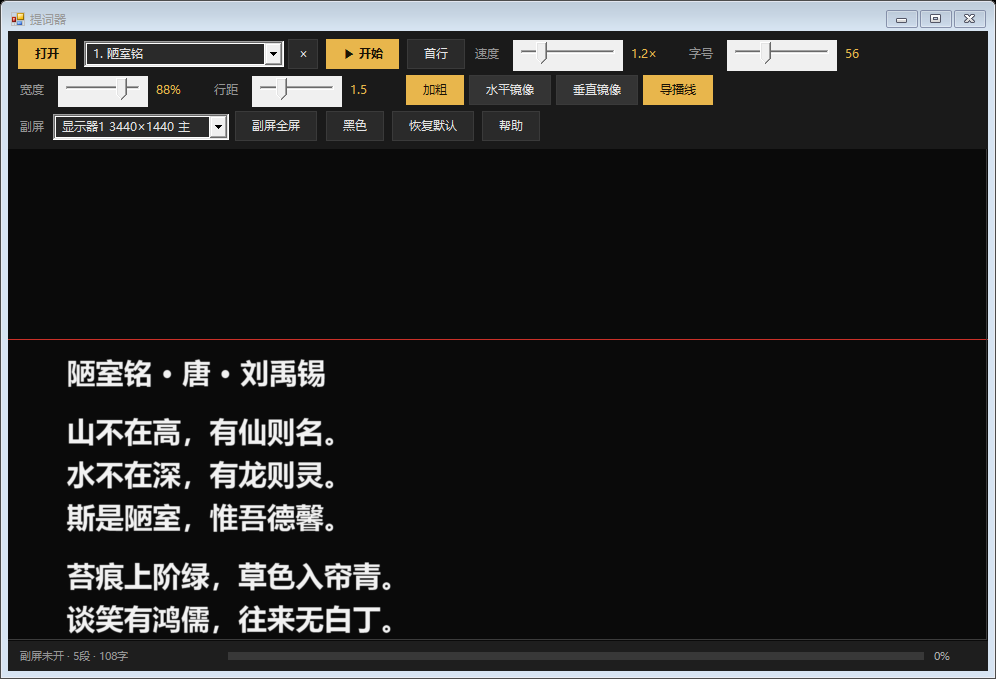 提词器
打开 1. 陋室铭 × ▶ 开始 首行 速度 1.2× 字号 56
宽度 88% 行距 1.5 加粗 水平镜像 垂直镜像 导播线
副屏 显示器1 3440×1440 主 副屏全屏 黑色 恢复默认 帮助
陋室铭·唐·刘禹锡
山不在高，有仙则名。
水不在深，有龙则灵。
斯是陋室，惟吾德馨。
苔痕上阶绿，草色入帘青。
谈笑有鸿儒，往来无白丁。
副屏未开 · 5段 · 108字 0%